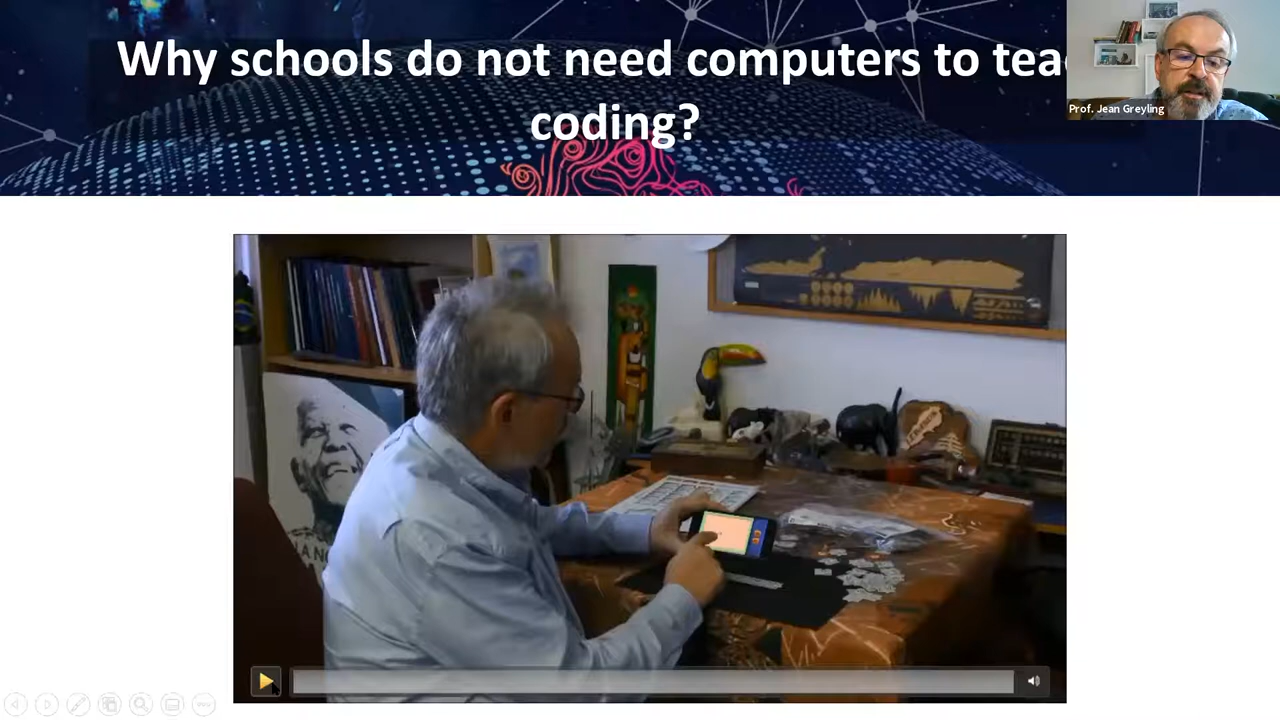 Why schools do not need computers to tea
coding?
Prof. Jean Greyling